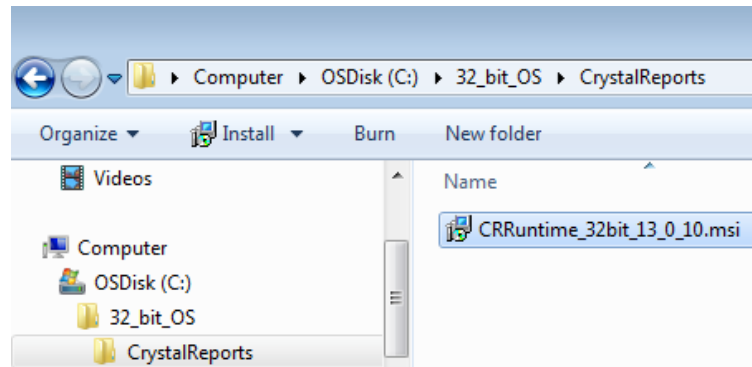 Computer OSDisk (C:) 32_bit_OS CrystalReports
Organize Install Burn New folder
Videos
Name
CRRuntime_32bit_13_0_10.msi
Computer
OSDisk (C:)
32_bit_OS
CrystalReports